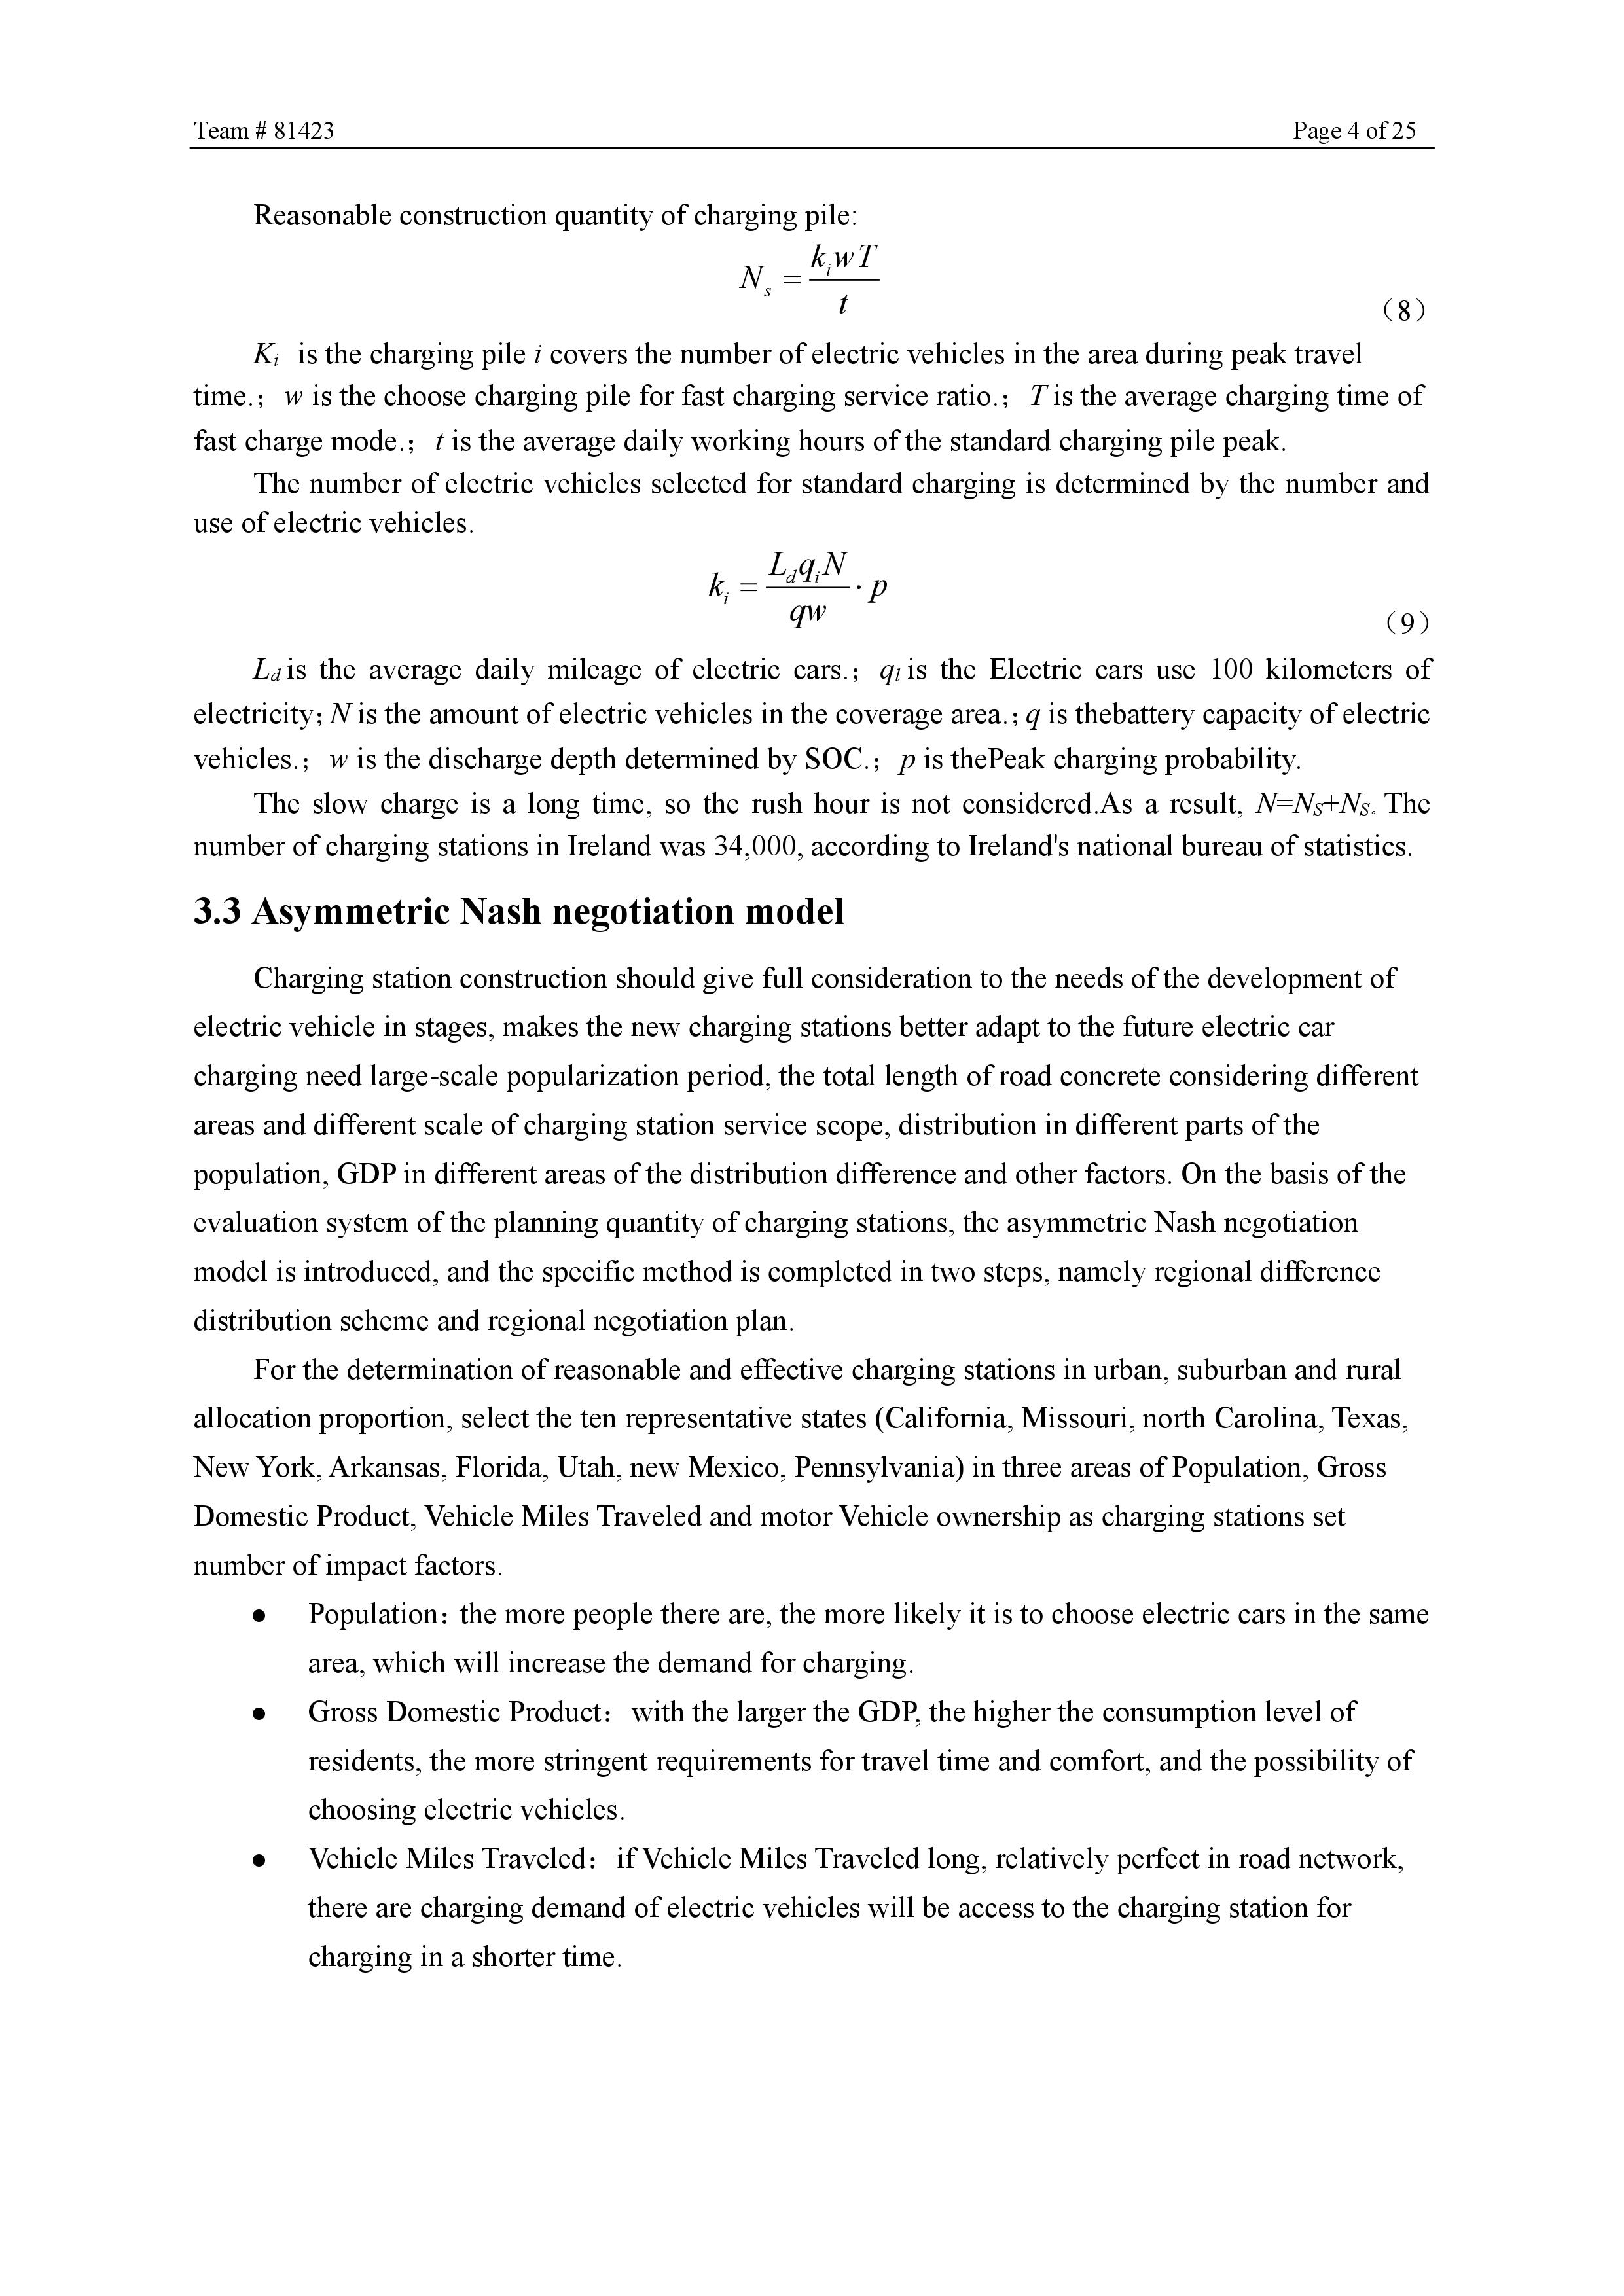 Team # 81423 Page 4 of 25
Reasonable construction quantity of charging pile:
N_s = \frac{k_i w T}{t}
（8）
K_i is the charging pile i covers the number of electric vehicles in the area during peak travel
time.； w is the choose charging pile for fast charging service ratio.； T is the average charging time of
fast charge mode.； t is the average daily working hours of the standard charging pile peak.
The number of electric vehicles selected for standard charging is determined by the number and
use of electric vehicles.
k_i = \frac{L_d q_i N}{q w} · p
（9）
L_d is the average daily mileage of electric cars.； q_l is the Electric cars use 100 kilometers of
electricity；N is the amount of electric vehicles in the coverage area.；q is thebattery capacity of electric
vehicles.； w is the discharge depth determined by SOC.； p is thePeak charging probability.
The slow charge is a long time, so the rush hour is not considered.As a result, N=N_S+N_S。The
number of charging stations in Ireland was 34,000, according to Ireland's national bureau of statistics.
3.3 Asymmetric Nash negotiation model
Charging station construction should give full consideration to the needs of the development of
electric vehicle in stages, makes the new charging stations better adapt to the future electric car
charging need large-scale popularization period, the total length of road concrete considering different
areas and different scale of charging station service scope, distribution in different parts of the
population, GDP in different areas of the distribution difference and other factors. On the basis of the
evaluation system of the planning quantity of charging stations, the asymmetric Nash negotiation
model is introduced, and the specific method is completed in two steps, namely regional difference
distribution scheme and regional negotiation plan.
For the determination of reasonable and effective charging stations in urban, suburban and rural
allocation proportion, select the ten representative states (California, Missouri, north Carolina, Texas,
New York, Arkansas, Florida, Utah, new Mexico, Pennsylvania) in three areas of Population, Gross
Domestic Product, Vehicle Miles Traveled and motor Vehicle ownership as charging stations set
number of impact factors.
● Population：the more people there are, the more likely it is to choose electric cars in the same
area, which will increase the demand for charging.
● Gross Domestic Product： with the larger the GDP, the higher the consumption level of
residents, the more stringent requirements for travel time and comfort, and the possibility of
choosing electric vehicles.
● Vehicle Miles Traveled： if Vehicle Miles Traveled long, relatively perfect in road network,
there are charging demand of electric vehicles will be access to the charging station for
charging in a shorter time.